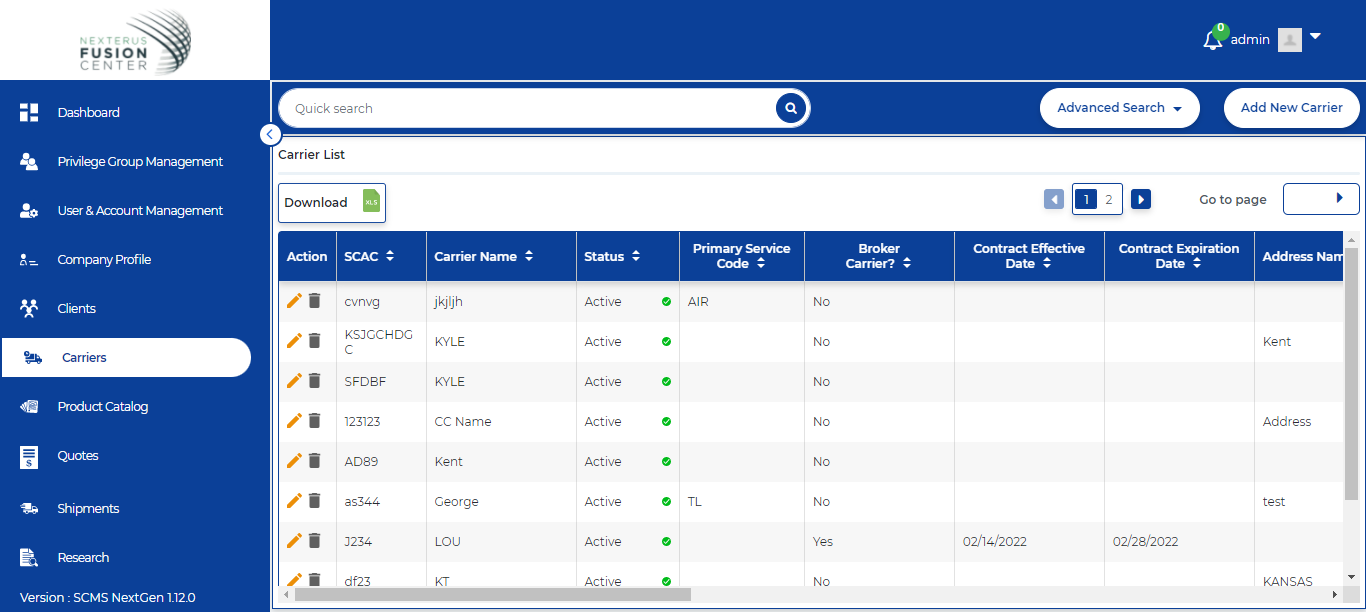 NEXTERUS
FUSION
CENTER
0
admin
Dashboard
Privilege Group Management
User & Account Management
Company Profile
Clients
Carriers
Product Catalog
Quotes
Shipments
Research
Version : SCMS NextGen 1.12.0
Quick search
Advanced Search
Add New Carrier
Carrier List
Download XLS
1 2
Go to page
Action SCAC Carrier Name Status Primary Service Code Broker Carrier? Contract Effective Date Contract Expiration Date Address Nam
cvnvg jkjljh Active AIR No
KSJGCHDG
C KYLE Active No Kent
SFDBF KYLE Active No
123123 CC Name Active No Address
AD89 Kent Active No
as344 George Active TL No test
J234 LOU Active Yes 02/14/2022 02/28/2022
df23 KT Active No KANSAS